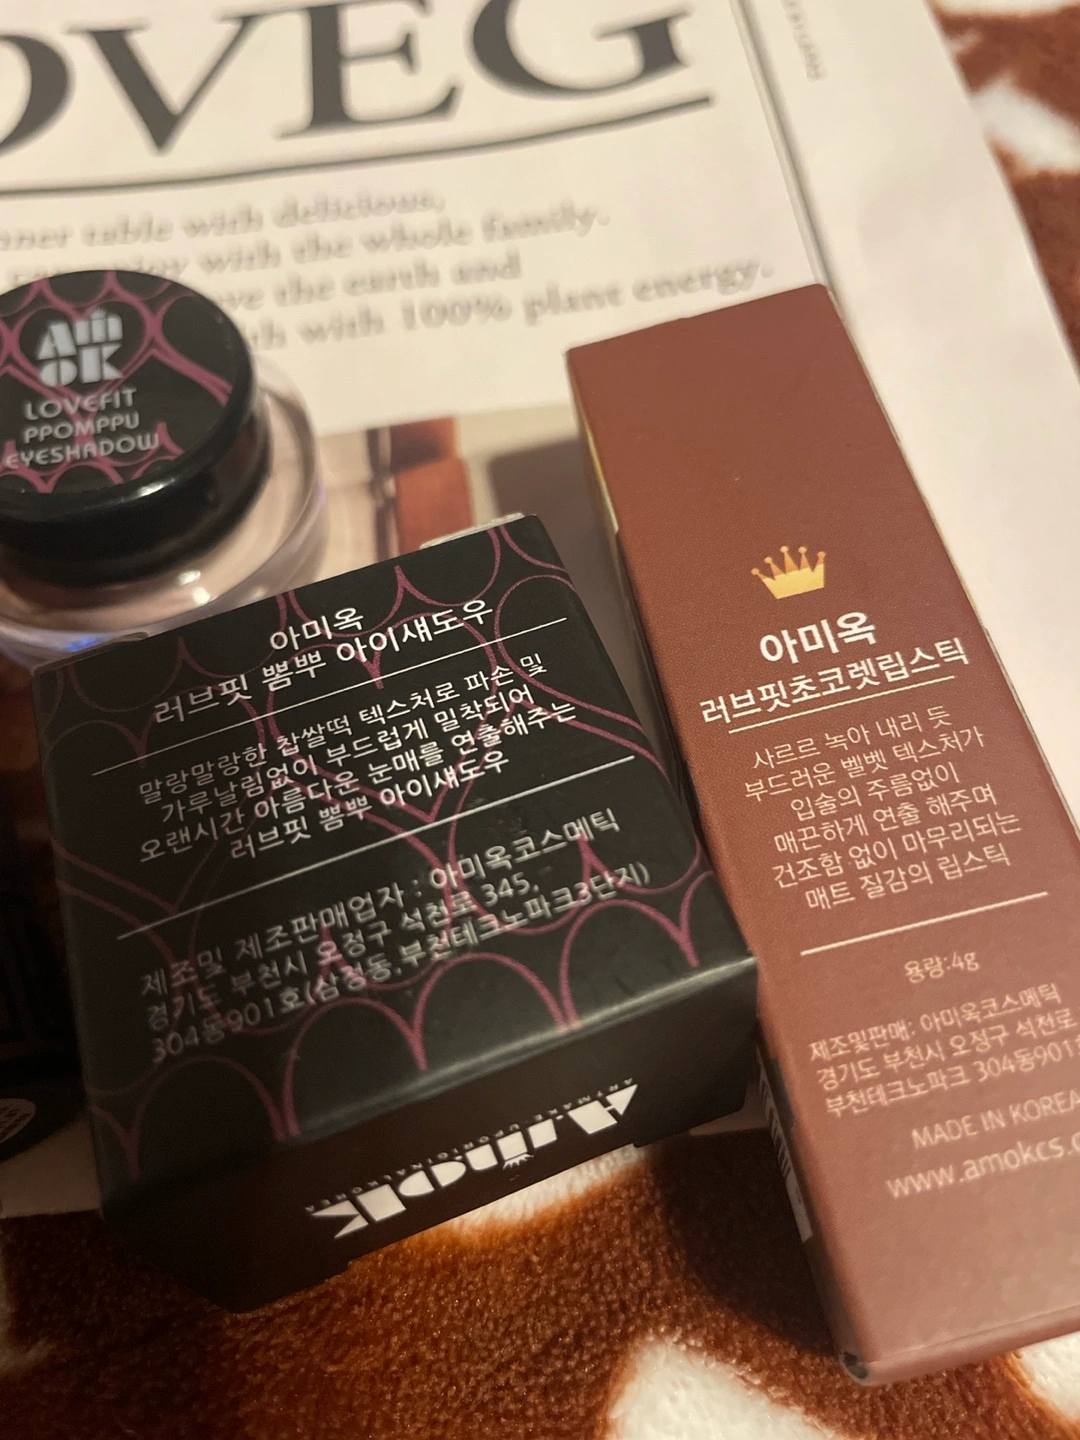 OVEG
table with delicious,
enjoy with the whole family.
the earth and
with 100% plant energy.
AMOK
LOVEFIT
PPOMPPU
EYESHADOW
아미옥
러브핏 뽐뿌 아이섀도우
말랑말랑한 찹쌀떡 텍스처로 파손 및
가루날림없이 부드럽게 밀착되어
오랜시간 아름다운 눈매를 연출해주는
러브핏 뽐뿌 아이섀도우
제조및 제조판매업자 : 아미옥코스메틱
경기도 부천시 오정구 석천로 345,
304동901호(삼정동,부천테크노파크3단지)
AMOK
ARTMAKEUPORIGINALKOREA
아미옥
러브핏초코렛립스틱
사르르 녹아 내리 듯
부드러운 벨벳 텍스처가
입술의 주름없이
매끈하게 연출 해주며
건조함 없이 마무리되는
매트 질감의 립스틱
용량:4g
제조및판매: 아미옥코스메틱
경기도 부천시 오정구 석천로
부천테크노파크 304동901
MADE IN KOREA
www.amokcs.c